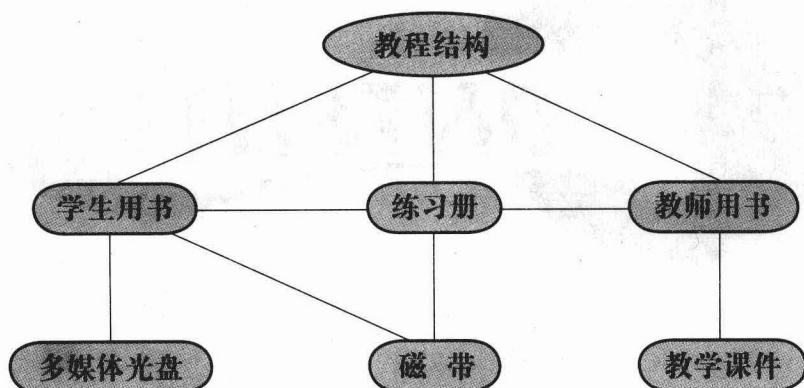 教程结构
学生用书
练习册
教师用书
多媒体光盘
磁 带
教学课件